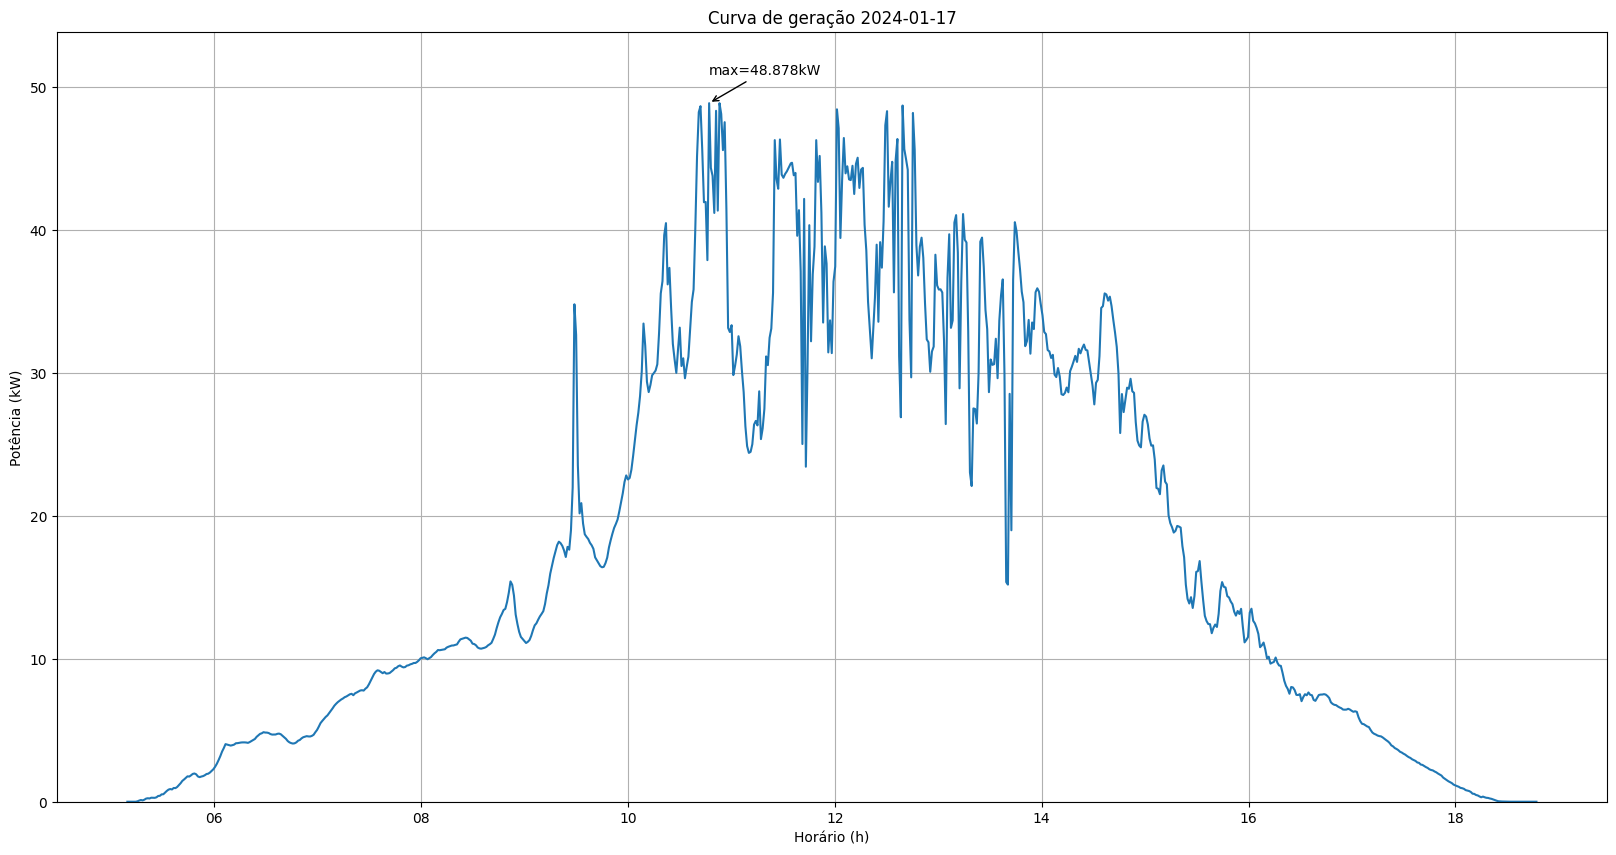 Curva de geração 2024-01-17
max=48.878kW
Potência (kW)
50
40
30
20
10
0
06 08 10 12 14 16 18
Horário (h)